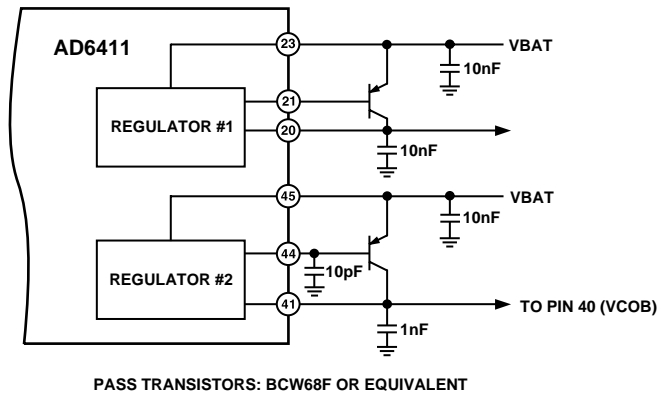 AD6411
23
VBAT
10nF
21
REGULATOR #1
20
10nF
45
VBAT
10nF
44
10pF
REGULATOR #2
41
TO PIN 40 (VCOB)
1nF
PASS TRANSISTORS: BCW68F OR EQUIVALENT